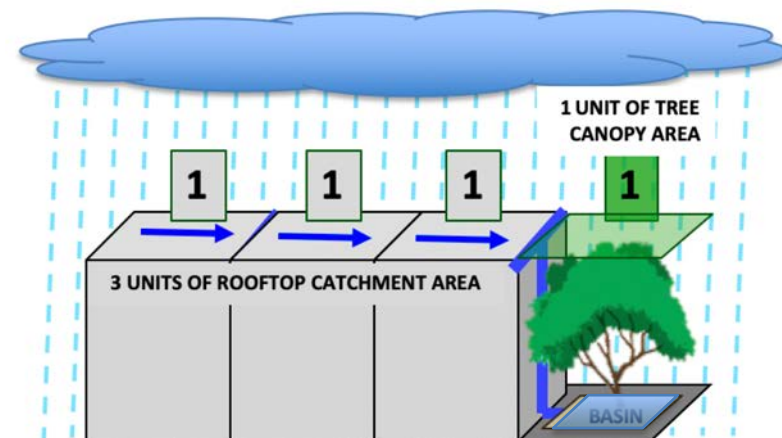 1 UNIT OF TREE
CANOPY AREA
1 1 1 1
3 UNITS OF ROOFTOP CATCHMENT AREA
BASIN